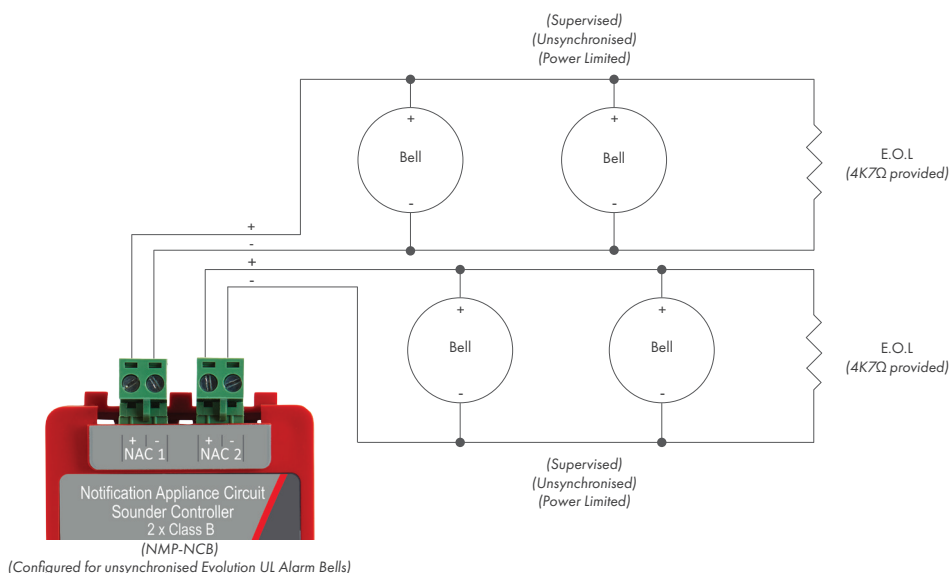 (Supervised)
(Unsynchronised)
(Power Limited)
+
Bell
-
+
Bell
-
E.O.L
(4K7Ω provided)
+
-
+
-
+
Bell
-
+
Bell
-
E.O.L
(4K7Ω provided)
+ - + -
NAC 1 NAC 2
(Supervised)
(Unsynchronised)
(Power Limited)
Notification Appliance Circuit
Sounder Controller
2 x Class B
(NMP-NCB)
(Configured for unsynchronised Evolution UL Alarm Bells)